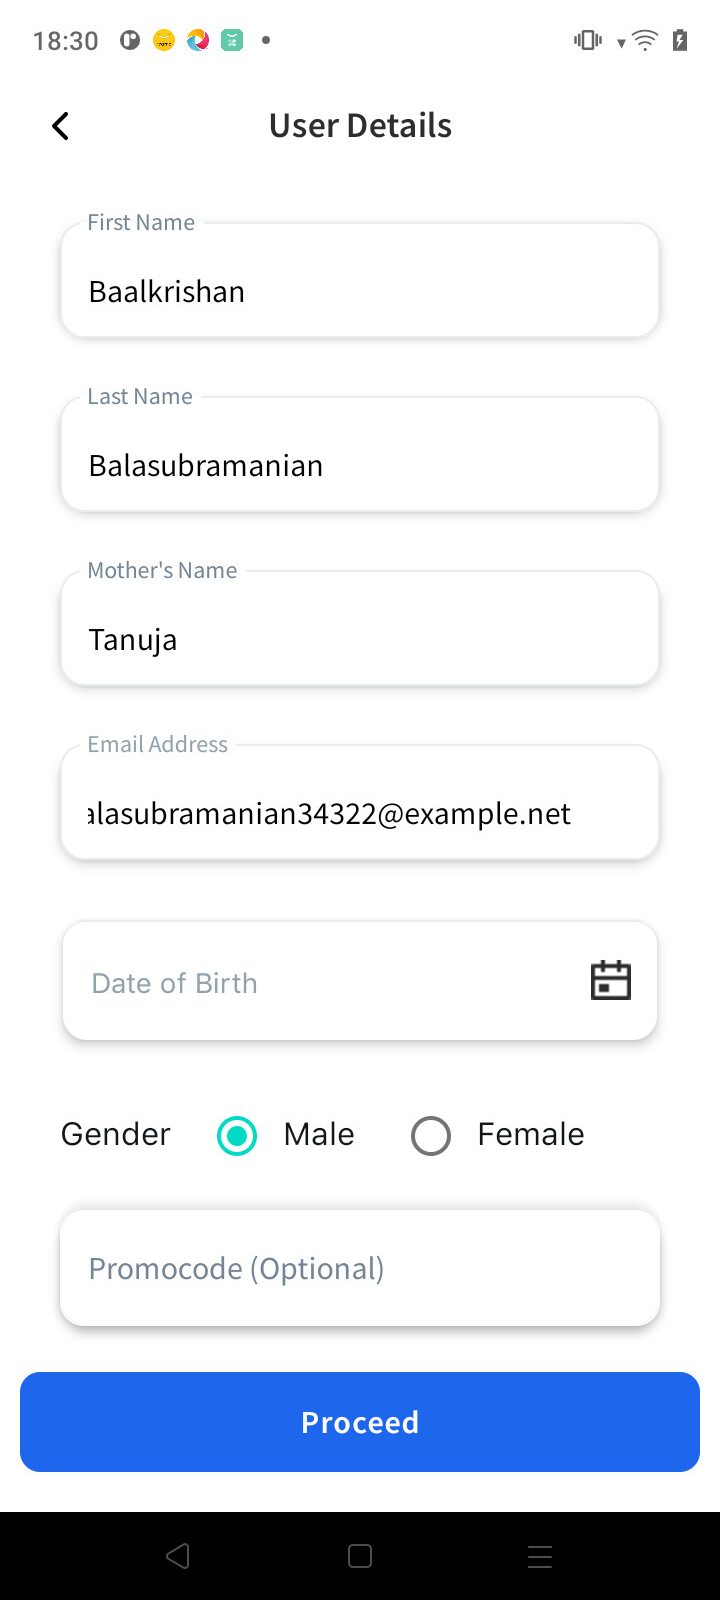 18:30
User Details
First Name
Baalkrishan
Last Name
Balasubramanian
Mother's Name
Tanuja
Email Address
alasubramanian34322@example.net
Date of Birth
Gender Male Female
Promocode (Optional)
Proceed